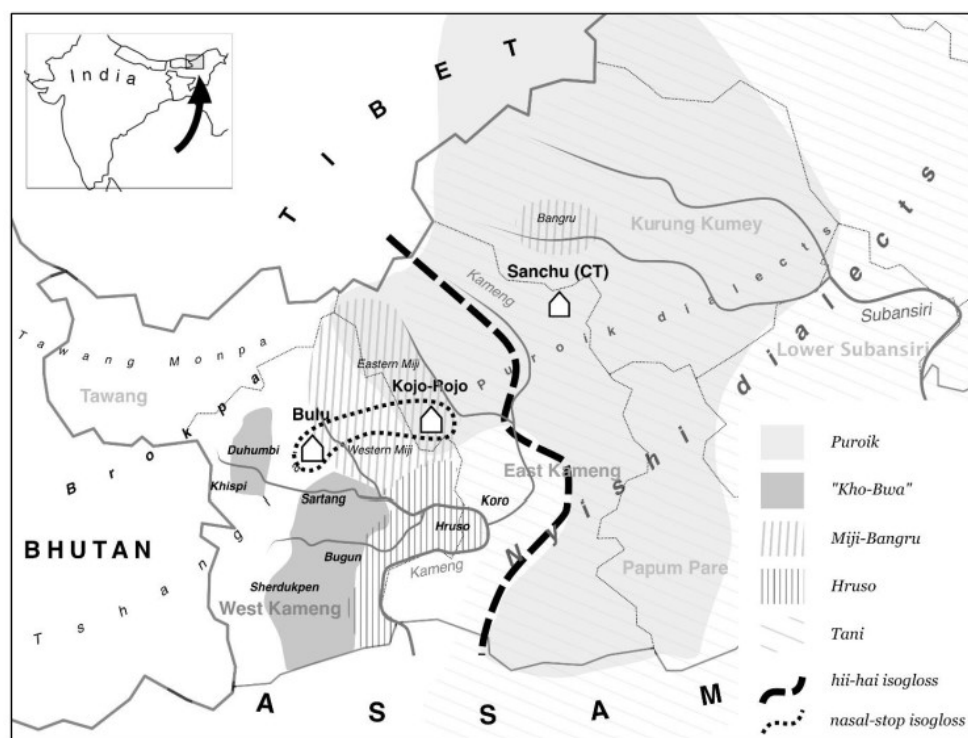 India
TIBET
Bangru
Kurung Kumey
Sanchu (CT)
Kameng
Puroik dialects
Subansiri
Lower Subansiri
Nyishi dialects
Tawang Monpa
Tawang
Eastern Miji
Kojo-Rojo
Bulu
Western Miji
Brokpa
Duhumbi
Khispi
Sartang
East Kameng
Koro
Hruso
BHUTAN
Bugun
Kameng
Papum Pare
Sherdukpen
West Kameng
Tshangla
ASSAM
Puroik
"Kho-Bwa"
Miji-Bangru
Hruso
Tani
hii-hai isogloss
nasal-stop isogloss